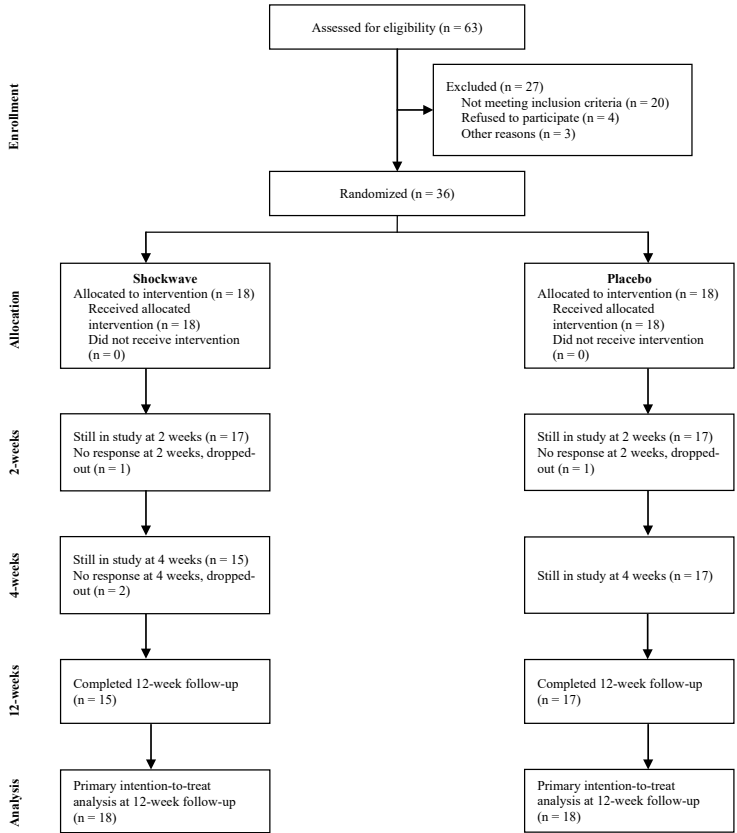 Assessed for eligibility (n = 63)
Enrollment
Excluded (n = 27)
Not meeting inclusion criteria (n = 20)
Refused to participate (n = 4)
Other reasons (n = 3)
Randomized (n = 36)
Allocation
Shockwave
Allocated to intervention (n = 18)
Received allocated
intervention (n = 18)
Did not receive intervention
(n = 0)
Placebo
Allocated to intervention (n = 18)
Received allocated
intervention (n = 18)
Did not receive intervention
(n = 0)
2-weeks
Still in study at 2 weeks (n = 17)
No response at 2 weeks, dropped-
out (n = 1)
Still in study at 2 weeks (n = 17)
No response at 2 weeks, dropped-
out (n = 1)
4-weeks
Still in study at 4 weeks (n = 15)
No response at 4 weeks, dropped-
out (n = 2)
Still in study at 4 weeks (n = 17)
12-weeks
Completed 12-week follow-up
(n = 15)
Completed 12-week follow-up
(n = 17)
Analysis
Primary intention-to-treat
analysis at 12-week follow-up
(n = 18)
Primary intention-to-treat
analysis at 12-week follow-up
(n = 18)